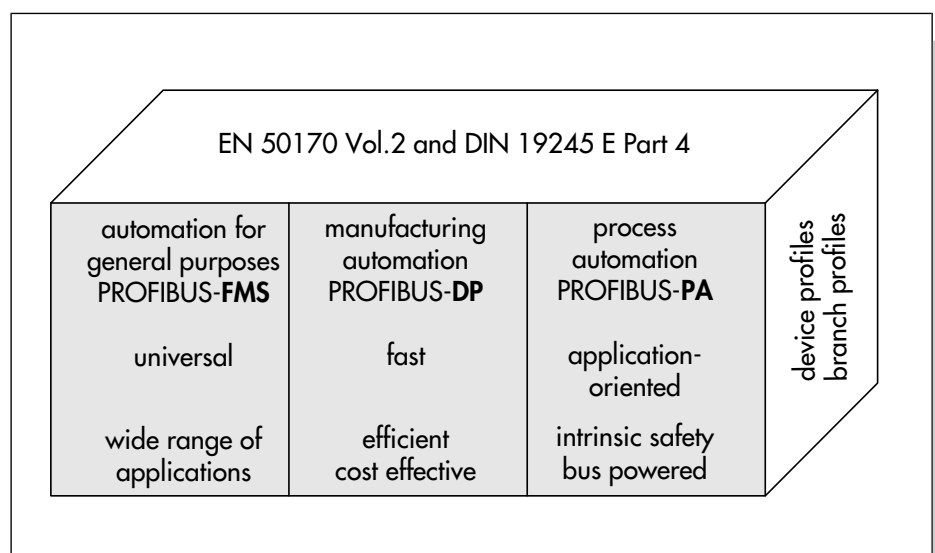 EN 50170 Vol.2 and DIN 19245 E Part 4
automation for
general purposes
PROFIBUS-FMS
universal
wide range of
applications
manufacturing
automation
PROFIBUS-DP
fast
efficient
cost effective
process
automation
PROFIBUS-PA
application-
oriented
intrinsic safety
bus powered
device profiles
branch profiles